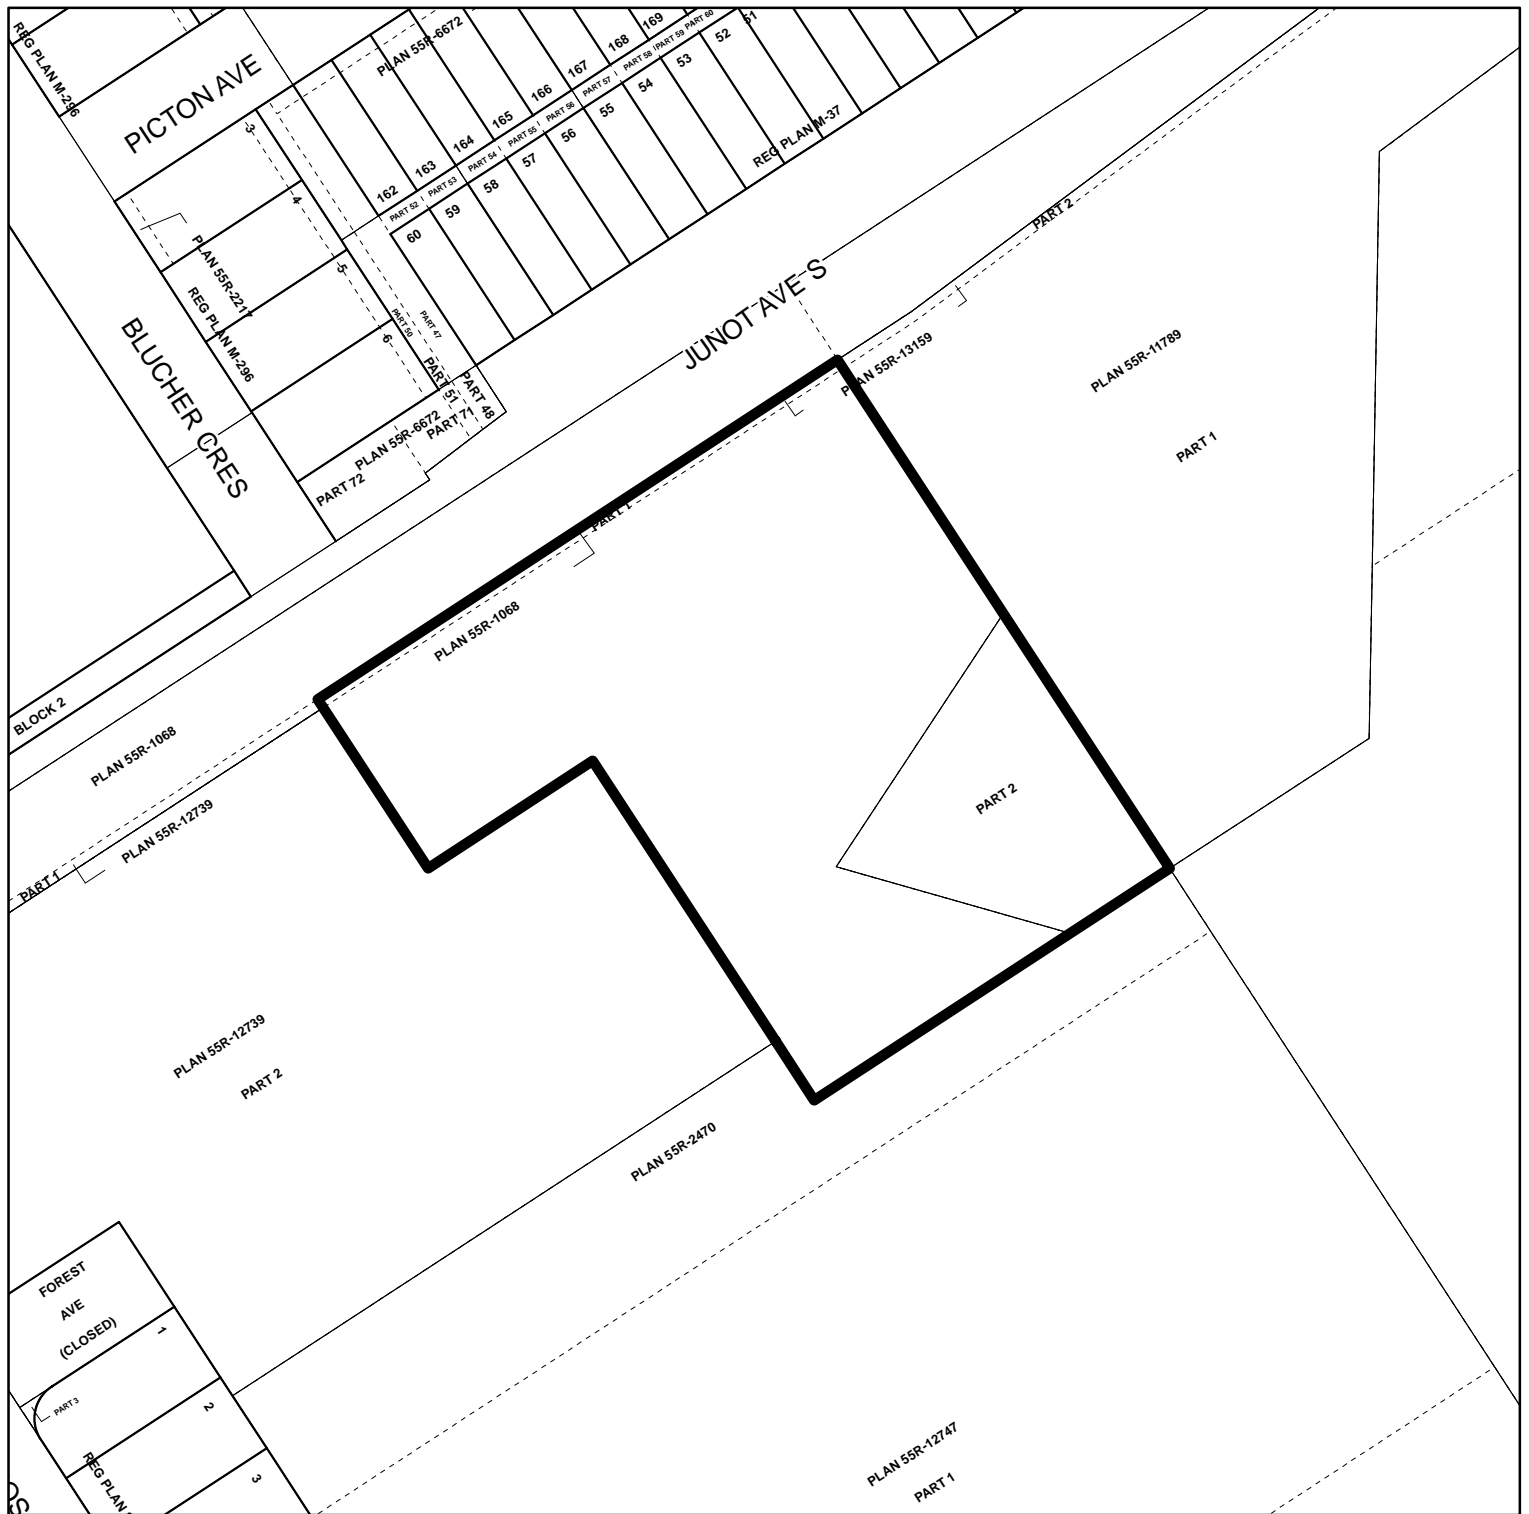 REG PLAN M-296
PICTON AVE
PLAN 55R-6672
169
168
167
166
165
164
163
162
PART 60
PART 59
PART 58
PART 57
PART 56
PART 55
PART 54
PART 53
PART 52
51
52
53
54
55
56
57
58
59
60
REG PLAN M-37
3
4
5
6
PLAN 55R-2217
REG PLAN M-296
BLUCHER CRES
PART 50
PART 47
PART 51
PART 48
PLAN 55R-6672
PART 71
PART 72
JUNOT AVE S
PART 2
PLAN 55R-13159
PLAN 55R-11789
PART 1
PART 1
PLAN 55R-1068
BLOCK 2
PLAN 55R-1068
PLAN 55R-12739
PART 1
PART 2
PLAN 55R-12739
PART 2
PLAN 55R-2470
FOREST
AVE
(CLOSED)
1
PART 3
2
REG PLAN
3
PLAN 55R-12747
PART 1